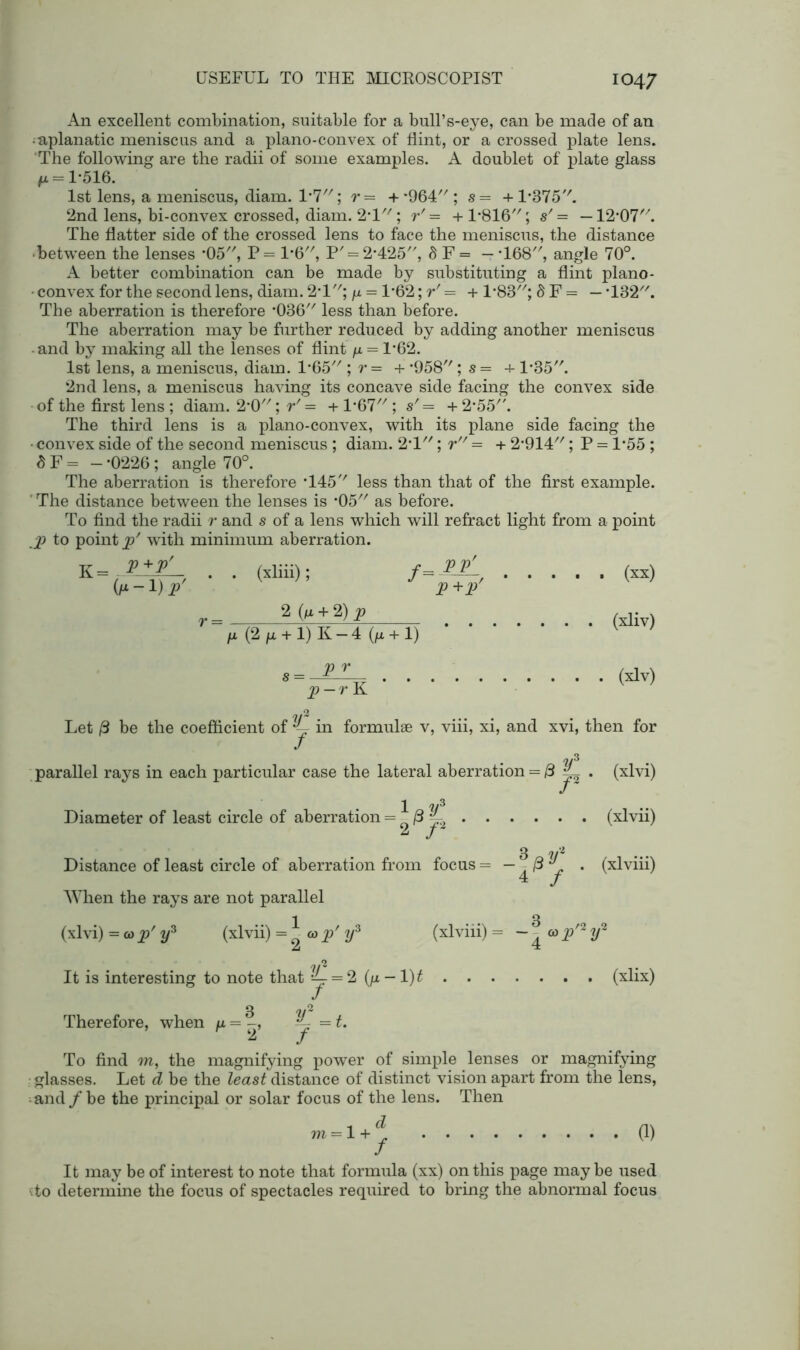 USEFUL TO THE MICROSCOPIST 1047
An excellent combination, suitable for a bull's-eye, can be made of an
aplanatic meniscus and a plano-convex of flint, or a crossed plate lens.
The following are the radii of some examples. A doublet of plate glass
μ = 1·516.
1st lens, a meniscus, diam. 1·7″; r = + ·964″; s = + 1·375″.
2nd lens, bi-convex crossed, diam. 2·1″; r′ = + 1·816″; s′ = − 12·07″.
The flatter side of the crossed lens to face the meniscus, the distance
between the lenses ·05″, P = 1·6″, P′ = 2·425″, δ F = − ·168″, angle 70°.
A better combination can be made by substituting a flint plano-
convex for the second lens, diam. 2·1″; μ = 1·62; r′ = + 1·83″; δ F = − ·132″.
The aberration is therefore ·036″ less than before.
The aberration may be further reduced by adding another meniscus
and by making all the lenses of flint μ = 1·62.
1st lens, a meniscus, diam. 1·65″; r = + ·958″; s = + 1·35″.
2nd lens, a meniscus having its concave side facing the convex side
of the first lens; diam. 2·0″; r′ = + 1·67″; s′ = + 2·55″.
The third lens is a plano-convex, with its plane side facing the
convex side of the second meniscus; diam. 2·1″; r″ = + 2·914″; P = 1·55;
δ F = − ·0226; angle 70°.
The aberration is therefore ·145″ less than that of the first example.
The distance between the lenses is ·05″ as before.
To find the radii r and s of a lens which will refract light from a point
p to point p′ with minimum aberration.
K = (p + p′)/((μ − 1) p′) . . (xliii); f = p p′/(p + p′) . . . . . (xx)
r = 2 (μ + 2) p/(μ (2 μ + 1) K − 4 (μ + 1)) . . . . . . . (xliv)
s = p r/(p − r K) . . . . . . . . . . (xlv)
Let β be the coefficient of y²/f in formulæ v, viii, xi, and xvi, then for
parallel rays in each particular case the lateral aberration = β y³/f² . (xlvi)
Diameter of least circle of aberration = 1/2 β y³/f² . . . . . . (xlvii)
Distance of least circle of aberration from focus = − 3/4 β y²/f . (xlviii)
When the rays are not parallel
(xlvi) = ω p′ y³ (xlvii) = 1/2 ω p′ y³ (xlviii) = − 3/4 ω p′² y²
It is interesting to note that y²/f = 2 (μ − 1) t . . . . . . . (xlix)
Therefore, when μ = 3/2, y²/f = t.
To find m, the magnifying power of simple lenses or magnifying
glasses. Let d be the least distance of distinct vision apart from the lens,
and f be the principal or solar focus of the lens. Then
m = 1 + d/f . . . . . . . . . . (l)
It may be of interest to note that formula (xx) on this page may be used
to determine the focus of spectacles required to bring the abnormal focus